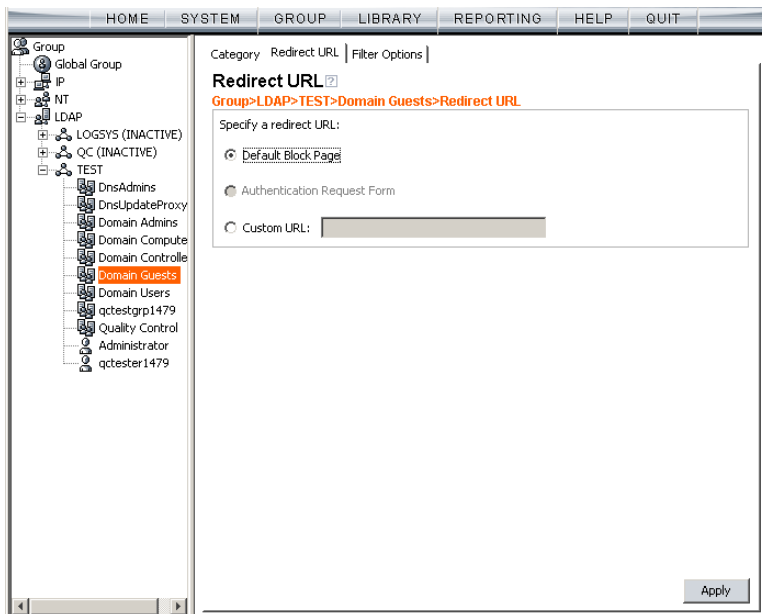 HOME SYSTEM GROUP LIBRARY REPORTING HELP QUIT
Group
Global Group
IP
NT
LDAP
LOGSYS (INACTIVE)
QC (INACTIVE)
TEST
DnsAdmins
DnsUpdateProxy
Domain Admins
Domain Compute
Domain Controlle
Domain Guests
Domain Users
qctestgrp1479
Quality Control
Administrator
qctester1479
Category Redirect URL Filter Options
Redirect URL ?
Group>LDAP>TEST>Domain Guests>Redirect URL
Specify a redirect URL:
Default Block Page
Authentication Request Form
Custom URL:
Apply